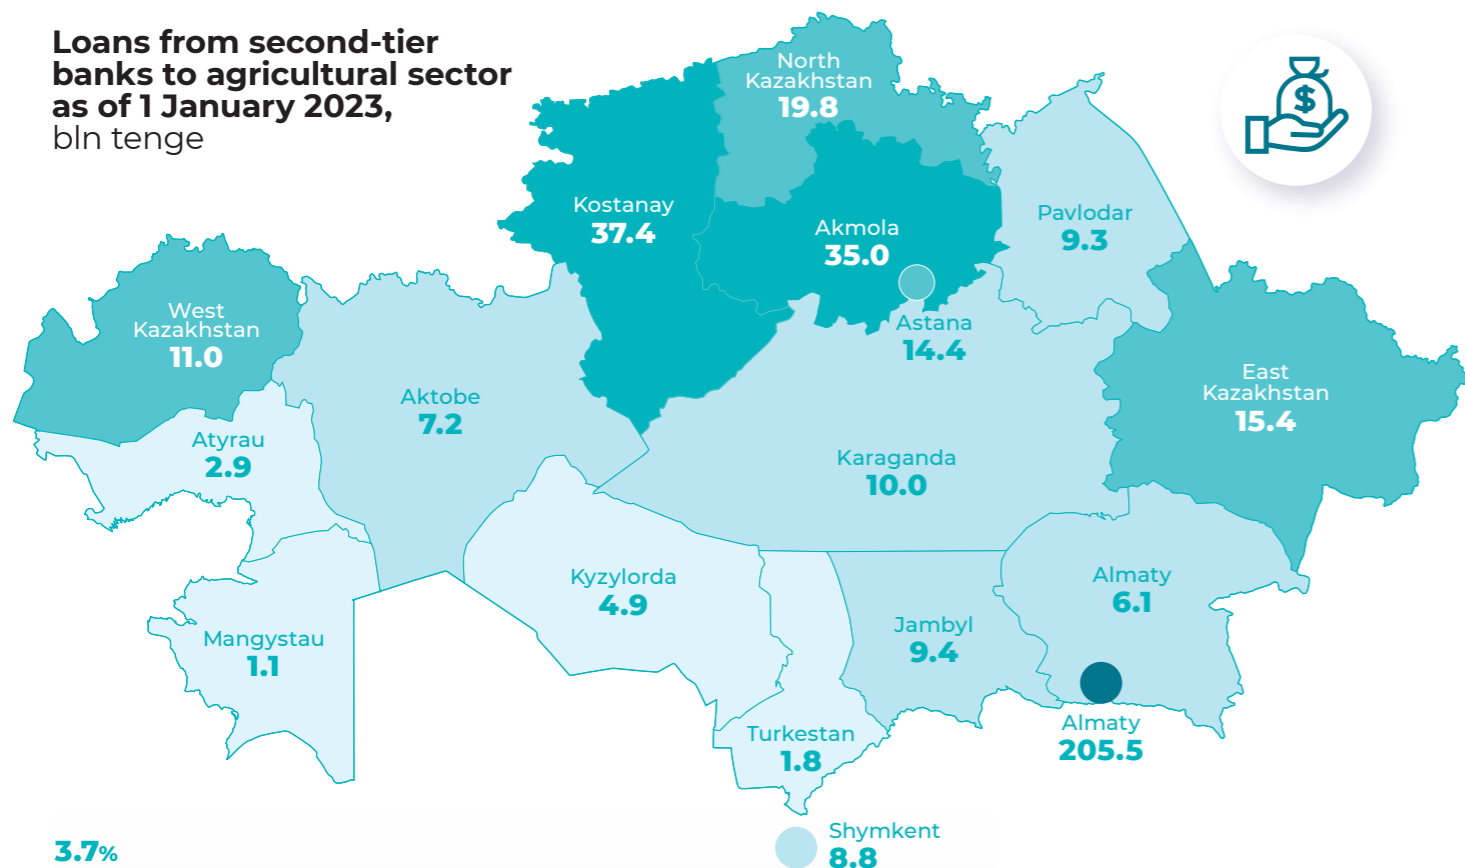 Loans from second-tier
banks to agricultural sector
as of 1 January 2023,
bln tenge
$
North
Kazakhstan
19.8
Kostanay
37.4
Akmola
35.0
Pavlodar
9.3
West
Kazakhstan
11.0
Astana
14.4
East
Kazakhstan
15.4
Aktobe
7.2
Atyrau
2.9
Karaganda
10.0
Kyzylorda
4.9
Almaty
6.1
Mangystau
1.1
Jambyl
9.4
Turkestan
1.8
Almaty
205.5
Shymkent
8.8
3.7%